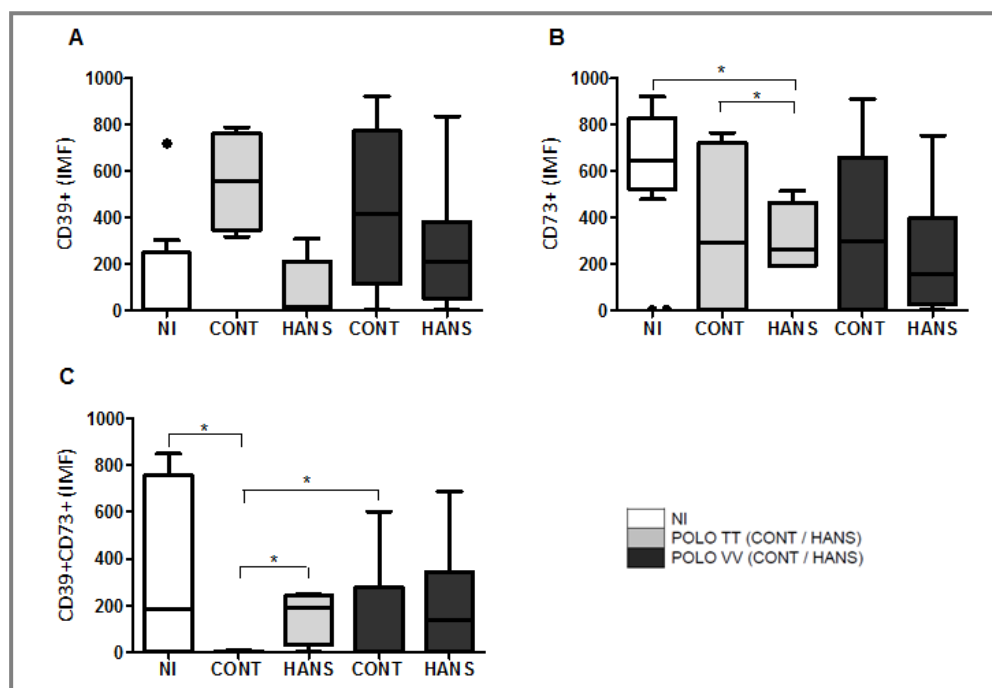 A
CD39+ (IMF)
1000
800
600
400
200
0
NI CONT HANS CONT HANS
B
CD73+ (IMF)
1000
800
600
400
200
0
* 
*
NI CONT HANS CONT HANS
C
CD39+CD73+ (IMF)
1000
800
600
400
200
0
*
*
*
NI CONT HANS CONT HANS
NI
POLO TT (CONT / HANS)
POLO VV (CONT / HANS)